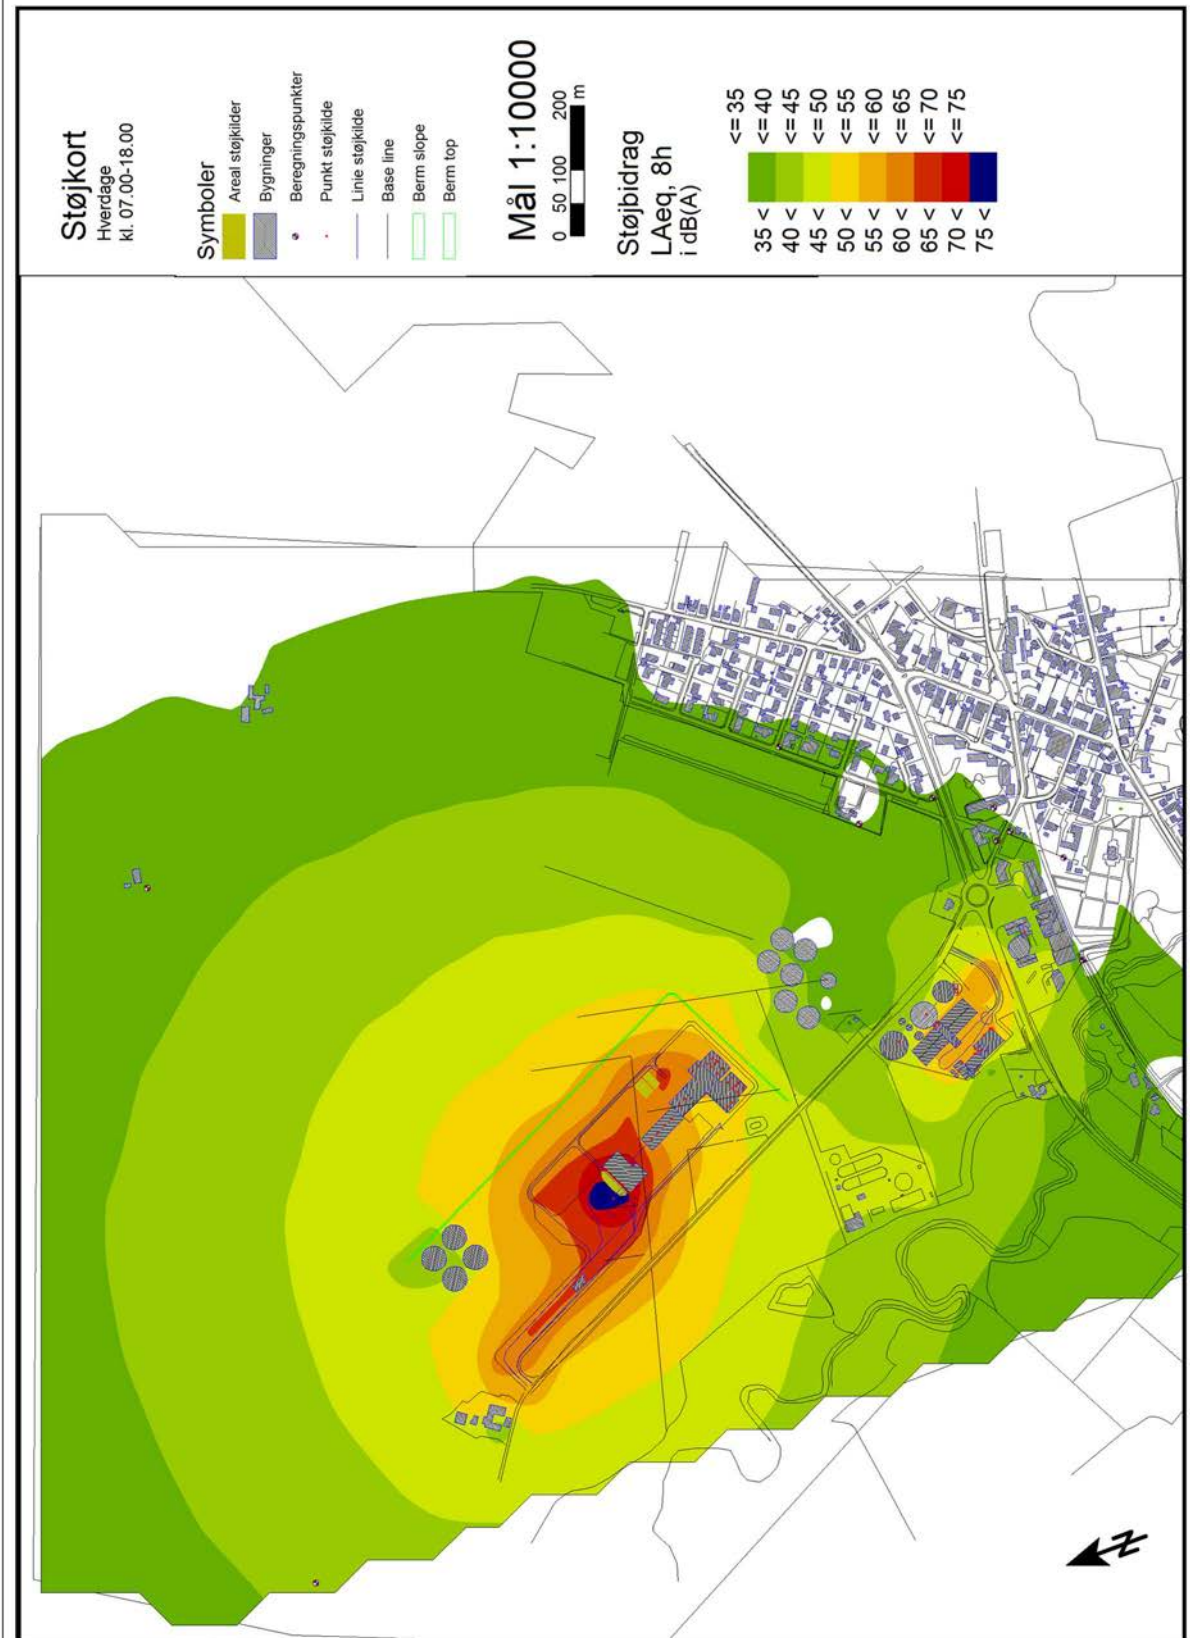 Støjkort
Hverdage
kl. 07.00-18.00
Symboler
Areal støjkilder
Bygninger
Beregningspunkter
Punkt støjkilde
Linie støjkilde
Base line
Berm slope
Berm top
Mål 1:10000
0 50 100 200
m
Støjbidrag
LAeq, 8h
i dB(A)
<= 35
35 < <= 40
40 < <= 45
45 < <= 50
50 < <= 55
55 < <= 60
60 < <= 65
65 < <= 70
70 < <= 75
75 <
N